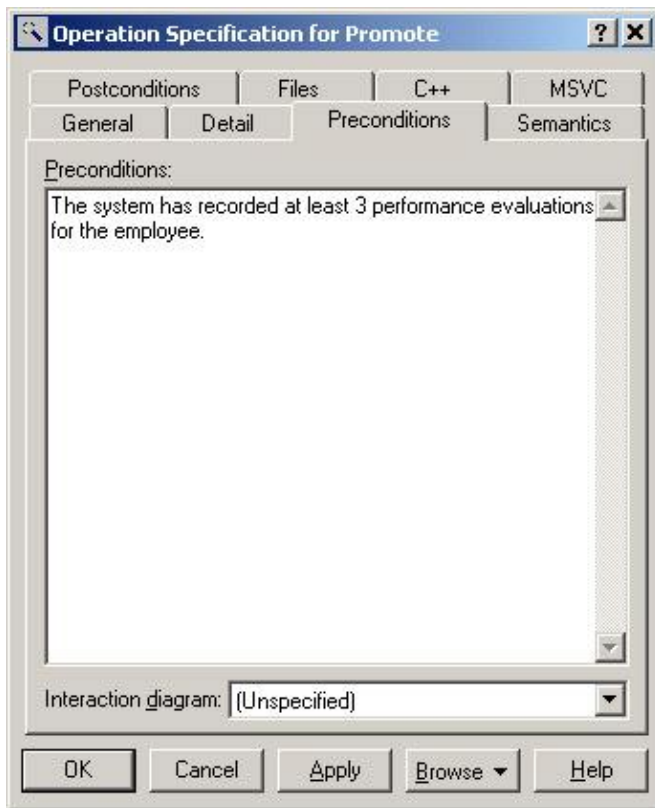 Operation Specification for Promote
Postconditions Files C++ MSVC
General Detail Preconditions Semantics
Preconditions:
The system has recorded at least 3 performance evaluations
for the employee.
Interaction diagram: (Unspecified)
OK Cancel Apply Browse Help